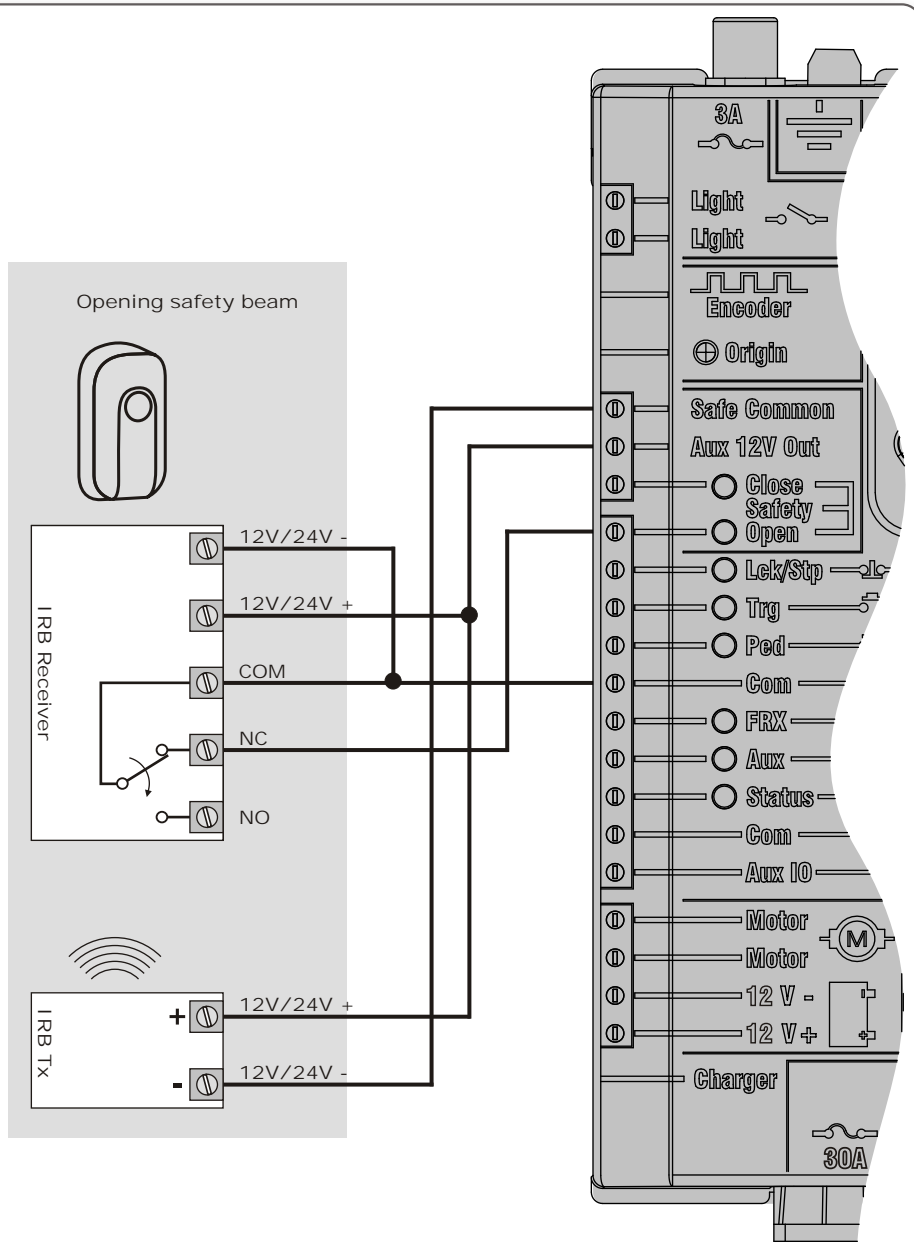 Opening safety beam
IRB Receiver
12V/24V -
12V/24V +
COM
NC
NO
IRB Tx
+
12V/24V +
-
12V/24V -
3A
Light
Light
Encoder
Origin
Safe Common
Aux 12V Out
Close
Safety
Open
Lck/Stp
Trg
Ped
Com
FRX
Aux
Status
Com
Aux IO
Motor
M
Motor
12 V -
12 V +
Charger
30A